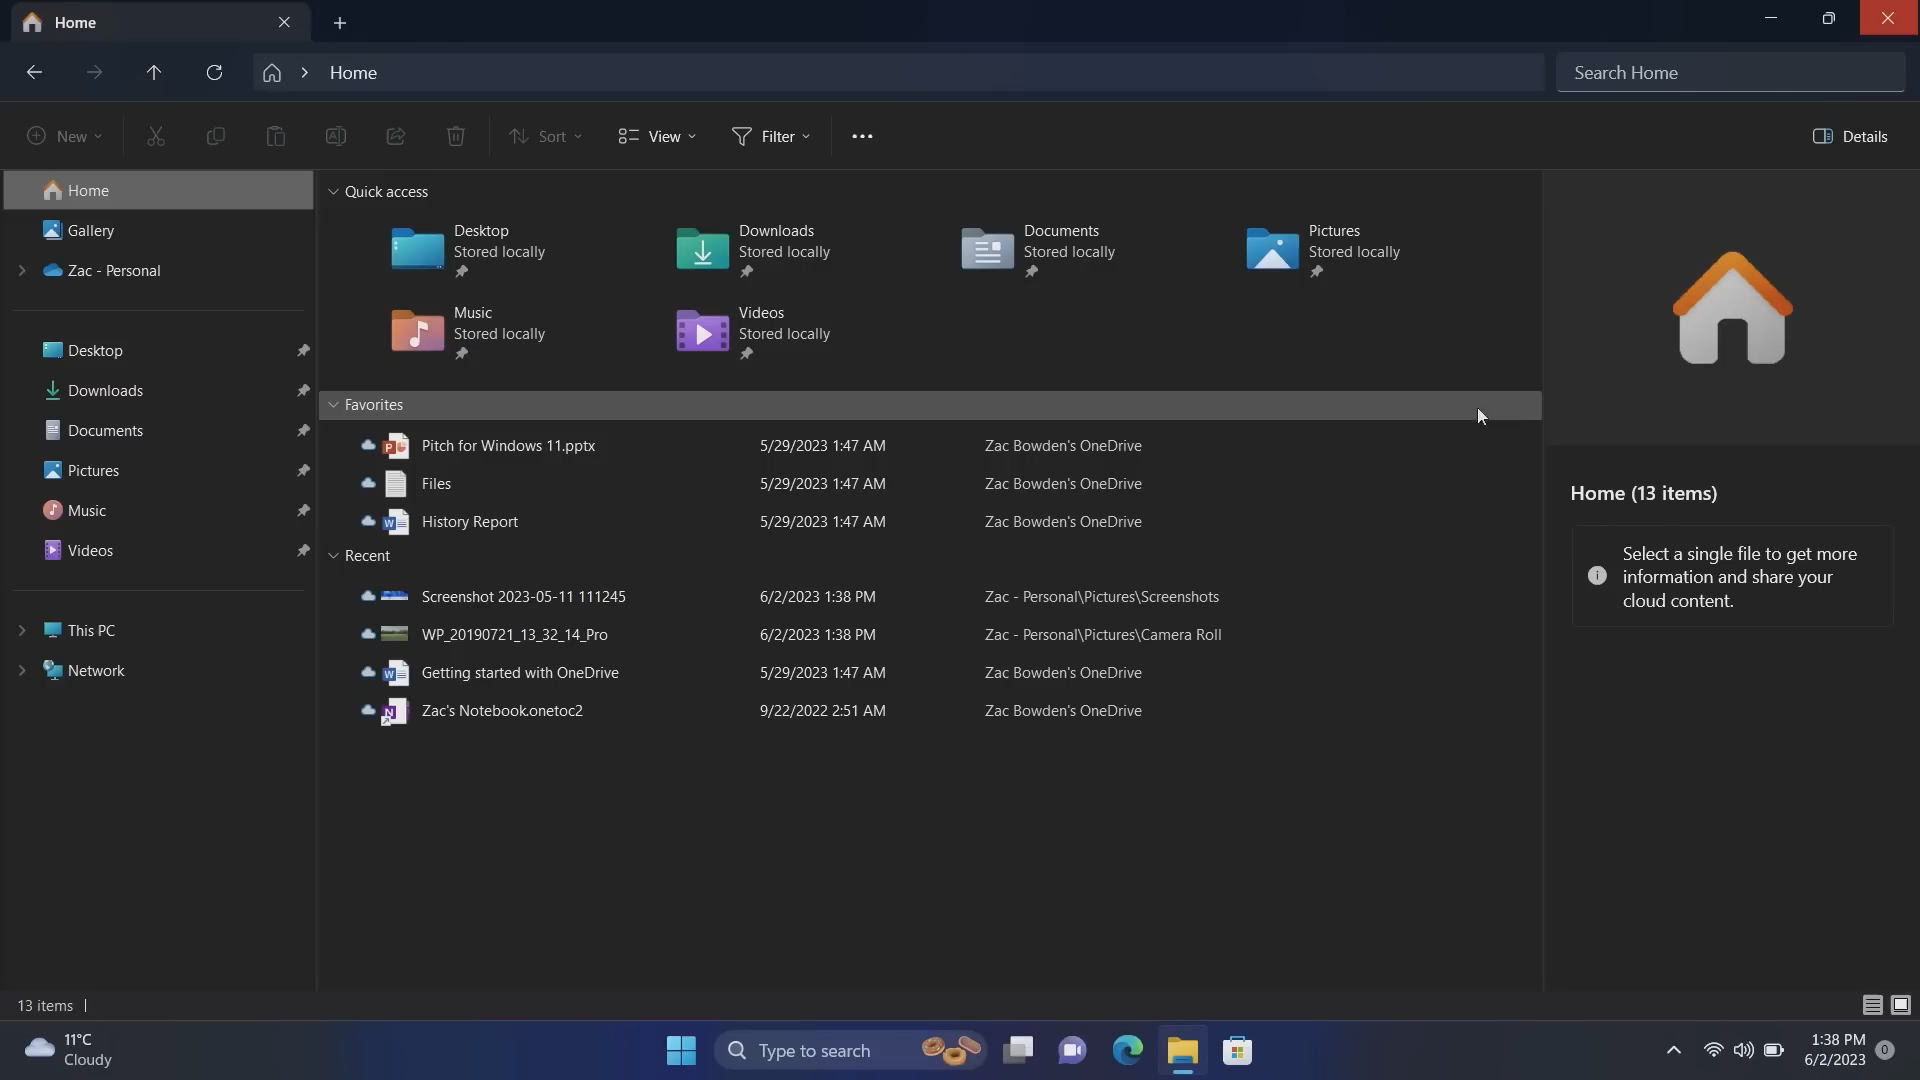 Home
Home
Search Home
New
Sort
View
Filter
Details
Home
Gallery
Zac - Personal
Desktop
Downloads
Documents
Pictures
Music
Videos
This PC
Network
Quick access
Desktop
Stored locally
Downloads
Stored locally
Documents
Stored locally
Pictures
Stored locally
Music
Stored locally
Videos
Stored locally
Favorites
Pitch for Windows 11.pptx 5/29/2023 1:47 AM Zac Bowden's OneDrive
Files 5/29/2023 1:47 AM Zac Bowden's OneDrive
History Report 5/29/2023 1:47 AM Zac Bowden's OneDrive
Recent
Screenshot 2023-05-11 111245 6/2/2023 1:38 PM Zac - Personal\Pictures\Screenshots
WP_20190721_13_32_14_Pro 6/2/2023 1:38 PM Zac - Personal\Pictures\Camera Roll
Getting started with OneDrive 5/29/2023 1:47 AM Zac Bowden's OneDrive
Zac's Notebook.onetoc2 9/22/2022 2:51 AM Zac Bowden's OneDrive
Home (13 items)
Select a single file to get more
information and share your
cloud content.
13 items
11°C
Cloudy
Type to search
1:38 PM
6/2/2023
0